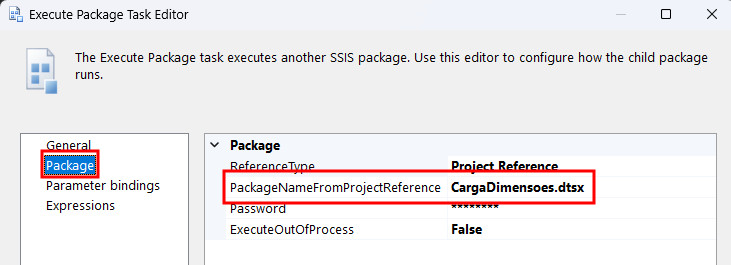 Execute Package Task Editor
The Execute Package task executes another SSIS package. Use this editor to configure how the child package
runs.
General
Package
Parameter bindings
Expressions
Package
ReferenceType Project Reference
PackageNameFromProjectReference CargaDimensoes.dtsx
Password ********
ExecuteOutOfProcess False